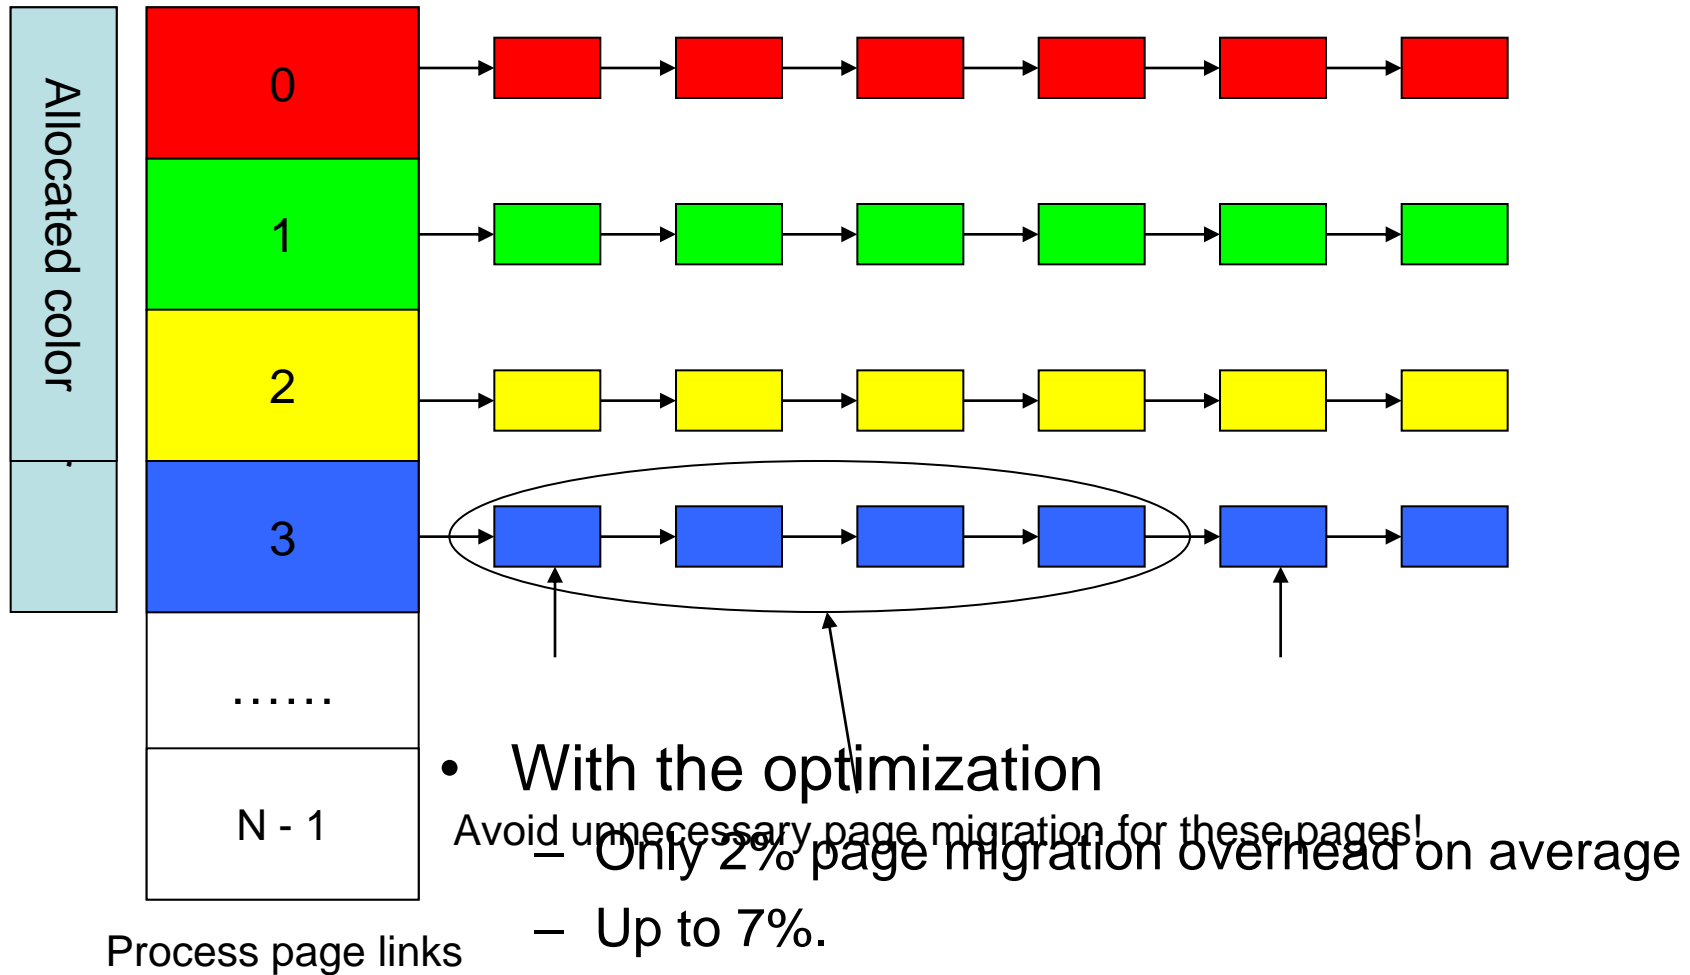 Allocated color
0
1
2
3
……
N - 1
Process page links
• With the optimization
Avoid unnecessary page migration for these pages!
– Only 2% page migration overhead on average
– Up to 7%.